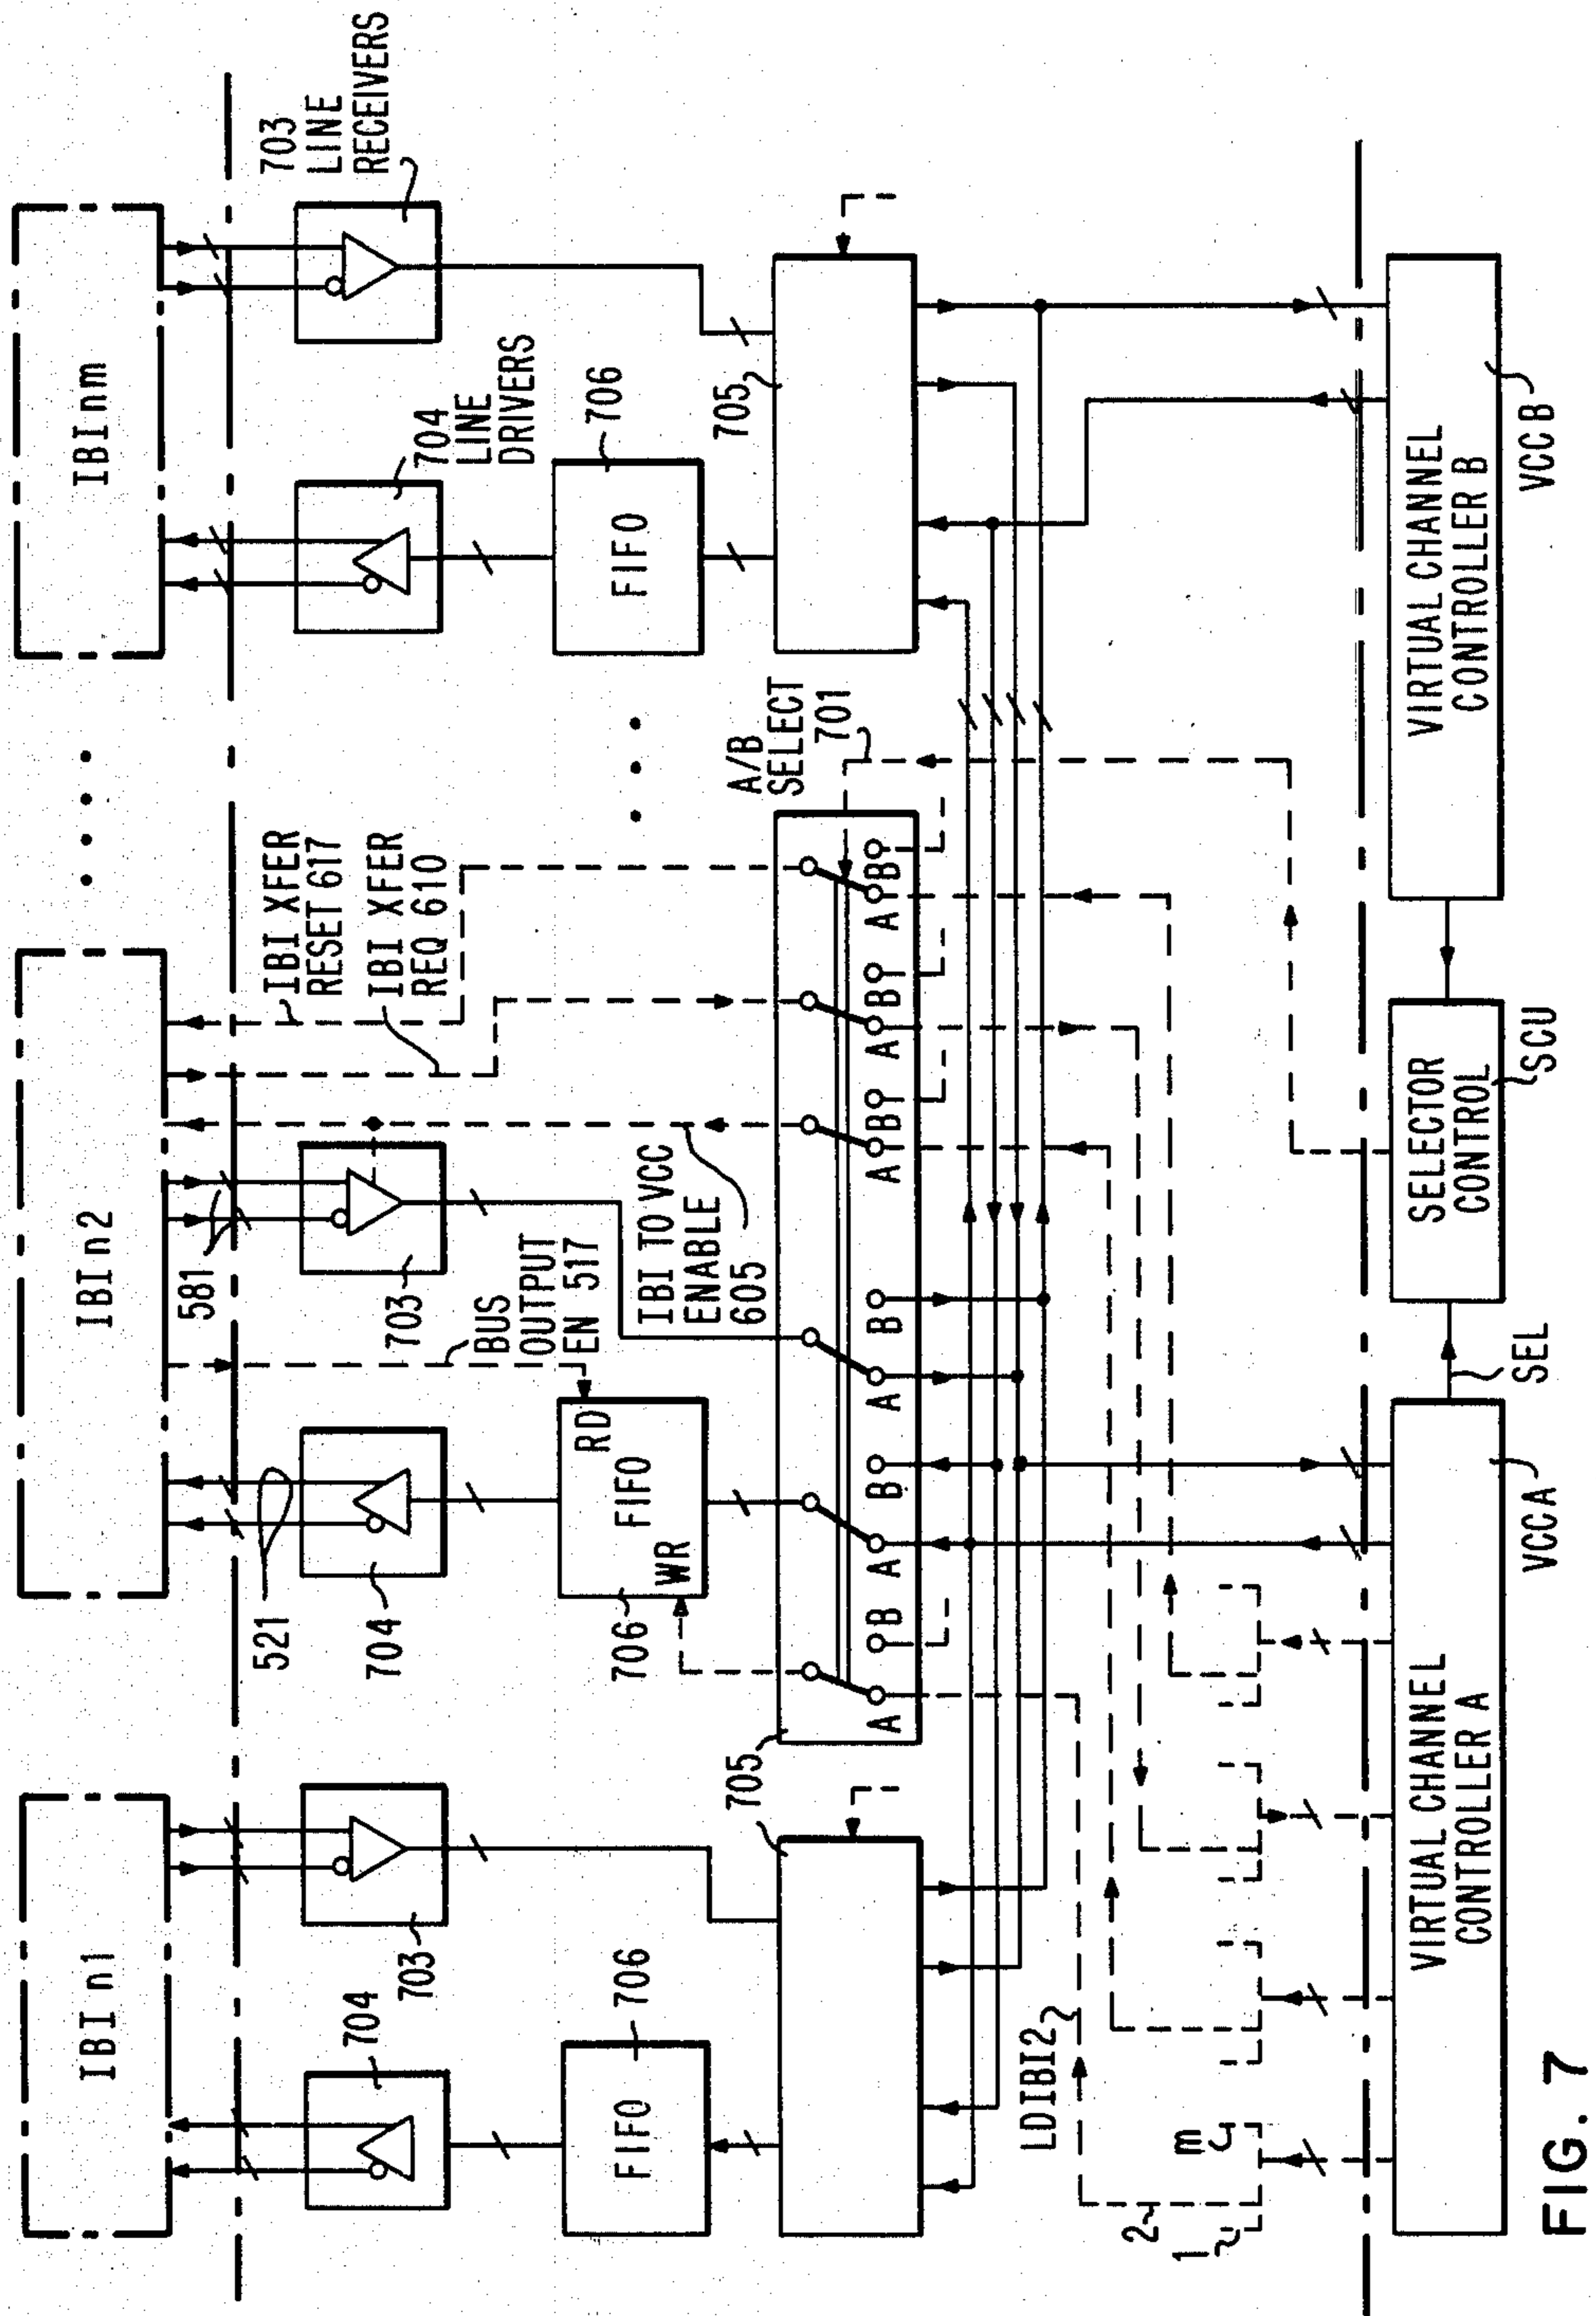 IBI n1
IBI n2
IBI nm
521
581
IBI XFER
RESET 617
IBI XFER
REQ 610
704
703
704
703
704
LINE
DRIVERS
703
LINE
RECEIVERS
BUS
OUTPUT
EN 517
IBI TO VCC
ENABLE
605
FIFO
706
RD
FIFO
WR
706
FIFO
706
A/B
SELECT
701
705
705
705
A
B
A
B
A
B
A
B
A
B
A
B
LDIBI2
1
2
m
VIRTUAL CHANNEL
CONTROLLER A
VCCA
SEL
SELECTOR
CONTROL
SCU
VIRTUAL CHANNEL
CONTROLLER B
VCC B
FIG. 7